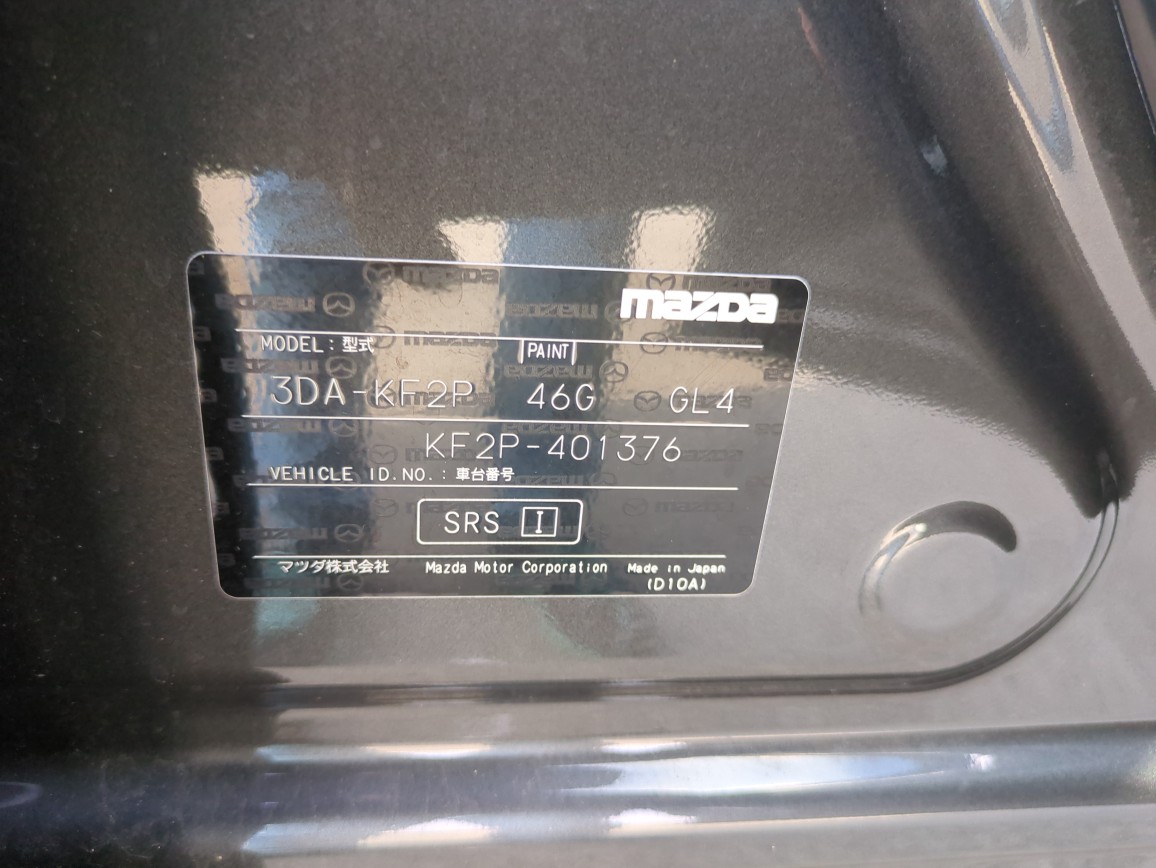 mazda
MODEL : 型式 PAINT
3DA-KF2P 46G GL4
KF2P-401376
VEHICLE ID.NO. : 車台番号
SRS I
マツダ株式会社 Mazda Motor Corporation Made in Japan
(D10A)